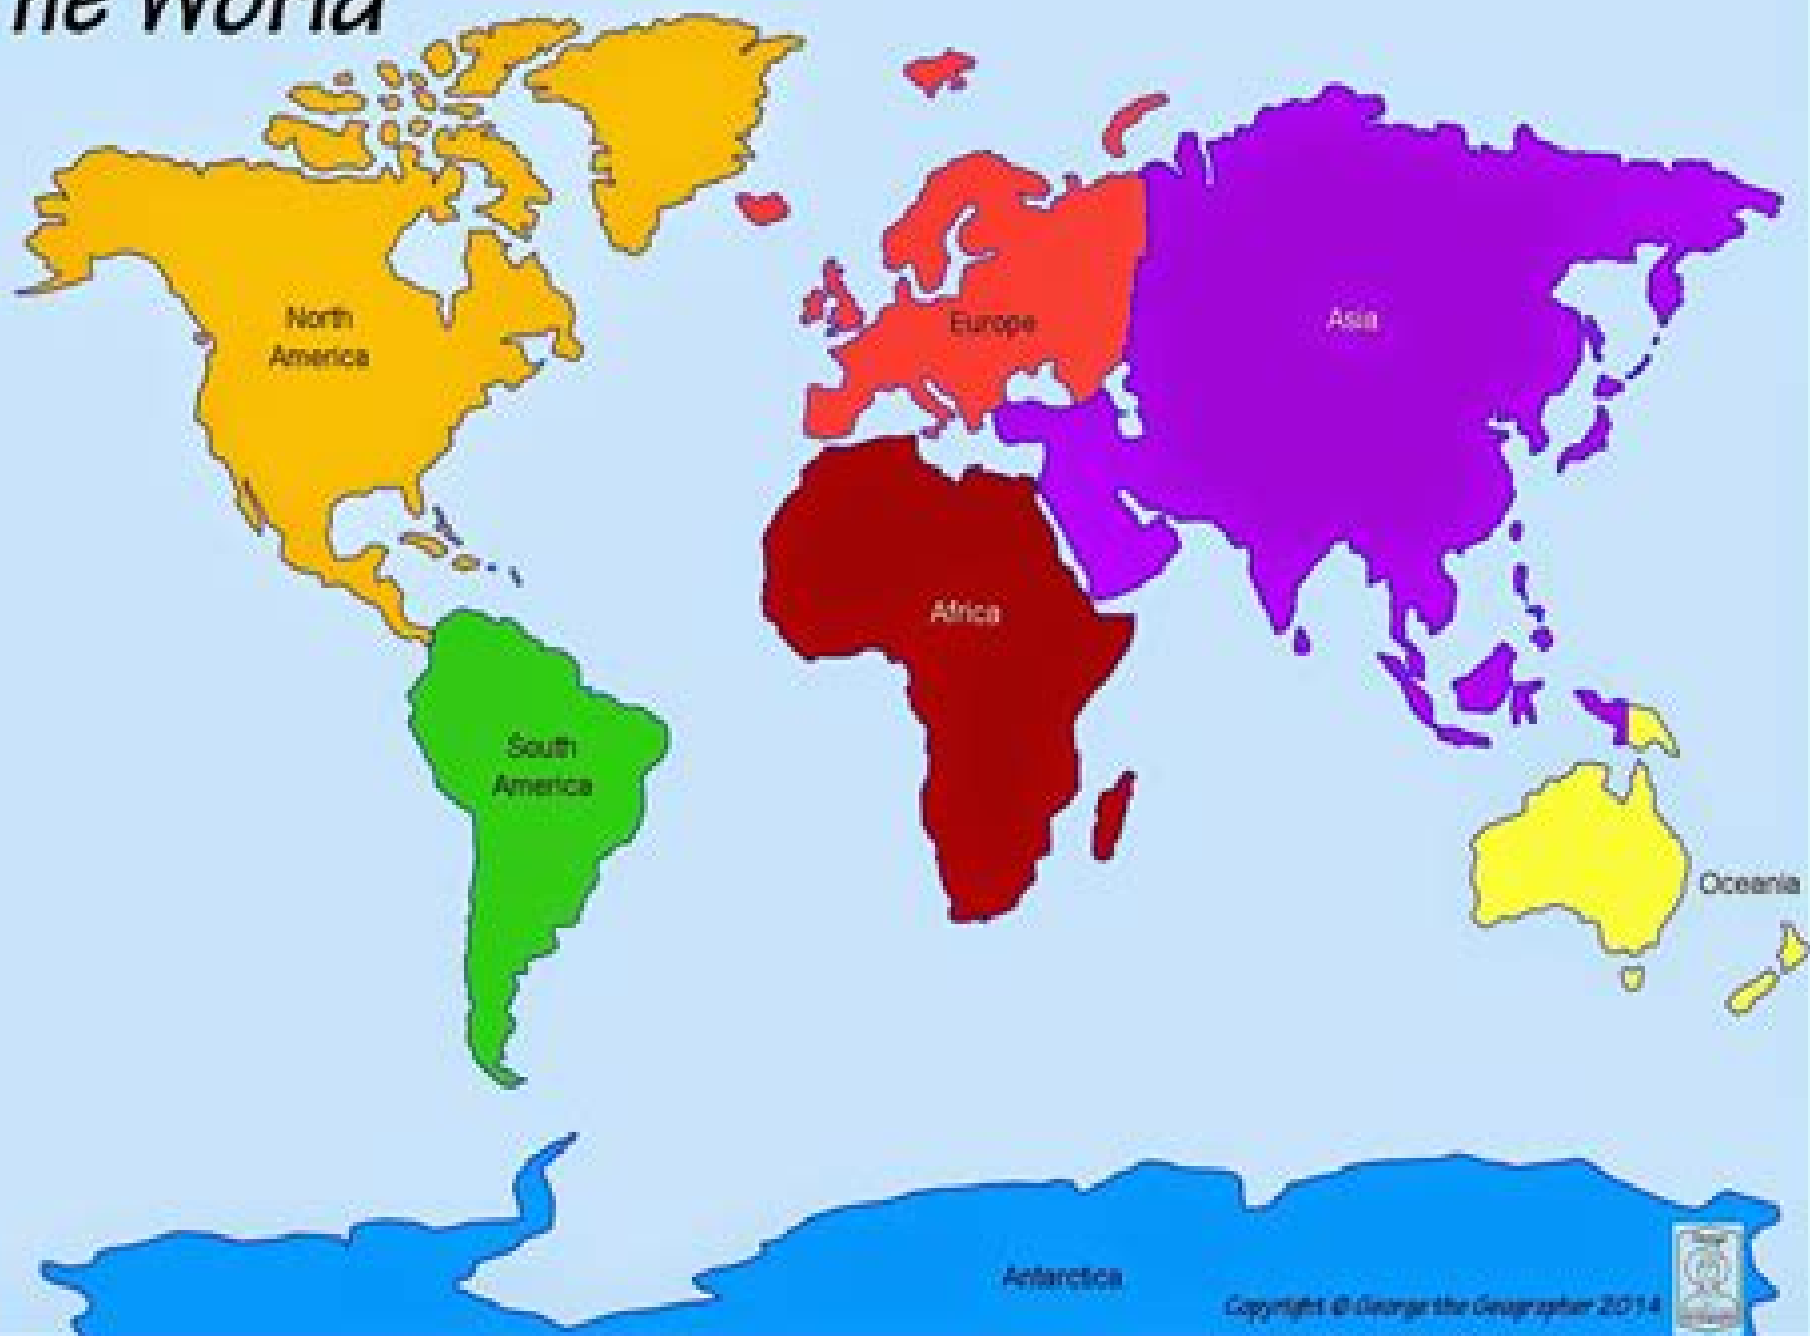 he World
North
America
Europe
Asia
Africa
South
America
Oceania
Antarctica
Copyright © George the Geographer 2014